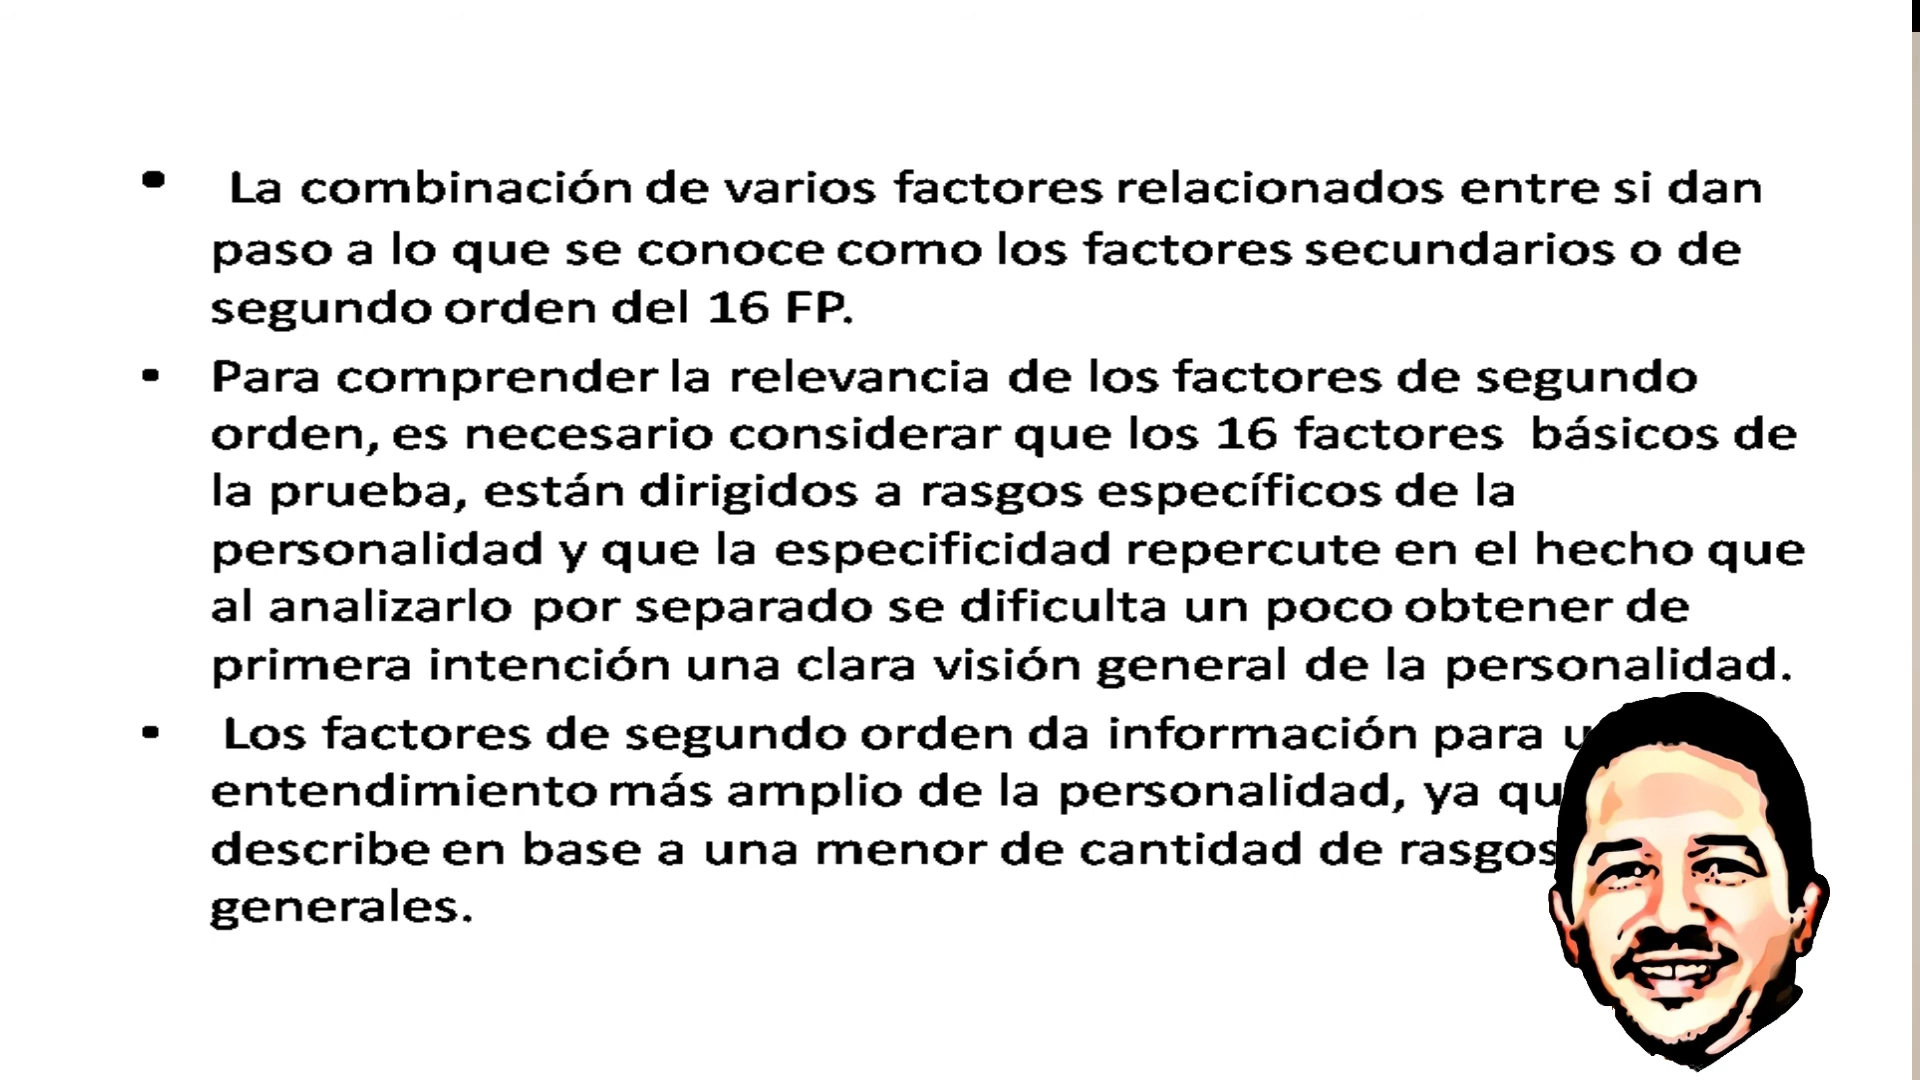 • La combinación de varios factores relacionados entre si dan
paso a lo que se conoce como los factores secundarios o de
segundo orden del 16 FP.
• Para comprender la relevancia de los factores de segundo
orden, es necesario considerar que los 16 factores básicos de
la prueba, están dirigidos a rasgos específicos de la
personalidad y que la especificidad repercute en el hecho que
al analizarlo por separado se dificulta un poco obtener de
primera intención una clara visión general de la personalidad.
• Los factores de segundo orden da información para
entendimiento más amplio de la personalidad, ya
describe en base a una menor de cantidad de rasgos
generales.